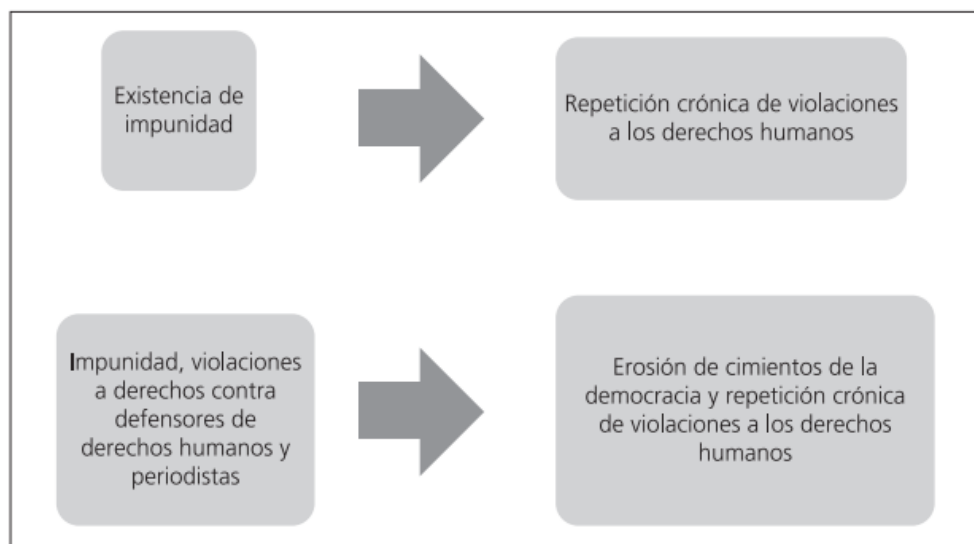 Existencia de
impunidad
Repetición crónica de violaciones
a los derechos humanos
Impunidad, violaciones
a derechos contra
defensores de
derechos humanos y
periodistas
Erosión de cimientos de la
democracia y repetición crónica
de violaciones a los derechos
humanos